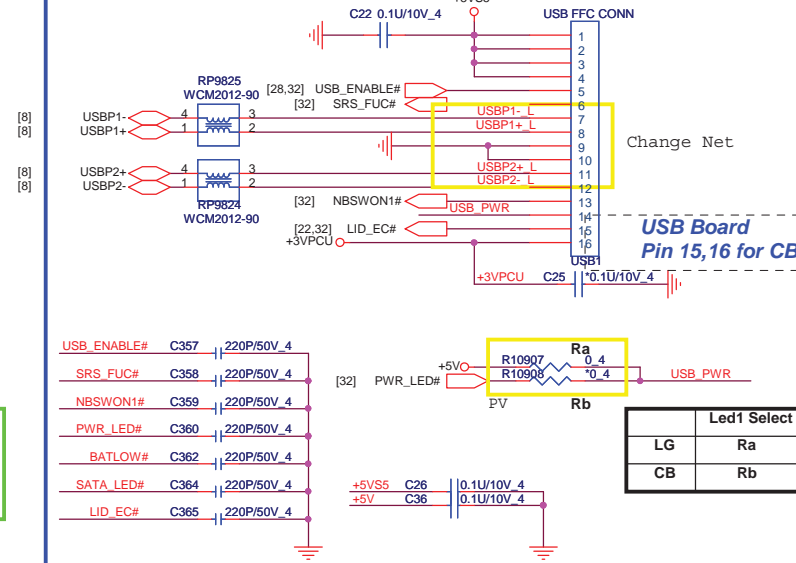 C22 0.1U/10V_4
USB FFC CONN
1
2
3
4
5
6
7
8
9
10
11
12
13
14
15
16
USB1
RP9825
WCM2012-90
[28,32] USB_ENABLE#
[32] SRS_FUC#
[8] USBP1- 4 3 USBP1-_L
[8] USBP1+ 1 2 USBP1+_L
Change Net
[8] USBP2+ 4 3 USBP2+_L
[8] USBP2- 1 2 USBP2-_L
RP9824
WCM2012-90
[32] NBSWON1#
USB_PWR
[22,32] LID_EC#
+3VPCU
USB Board
Pin 15,16 for CB
+3VPCU C25 *0.1U/10V_4
USB_ENABLE# C357 220P/50V_4
SRS_FUC# C358 220P/50V_4
NBSWON1# C359 220P/50V_4
PWR_LED# C360 220P/50V_4
BATLOW# C362 220P/50V_4
SATA_LED# C364 220P/50V_4
LID_EC# C365 220P/50V_4
Ra
+5V R10907 0_4
[32] PWR_LED# R10908 *0_4 USB_PWR
PV Rb
Led1 Select
LG Ra
CB Rb
+5VS5 C26 0.1U/10V_4
+5V C36 0.1U/10V_4